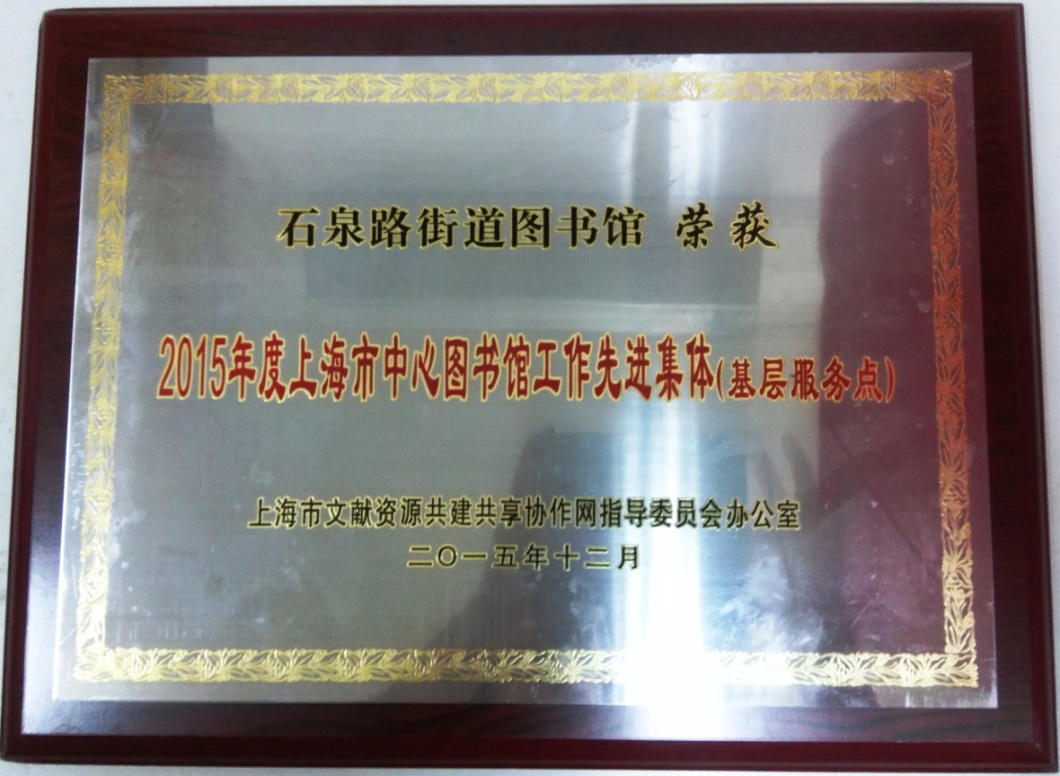 石泉路街道图书馆 荣获
2015年度上海市中心图书馆工作先进集体(基层服务点)
上海市文献资源共建共享协作网指导委员会办公室
二〇一五年十二月